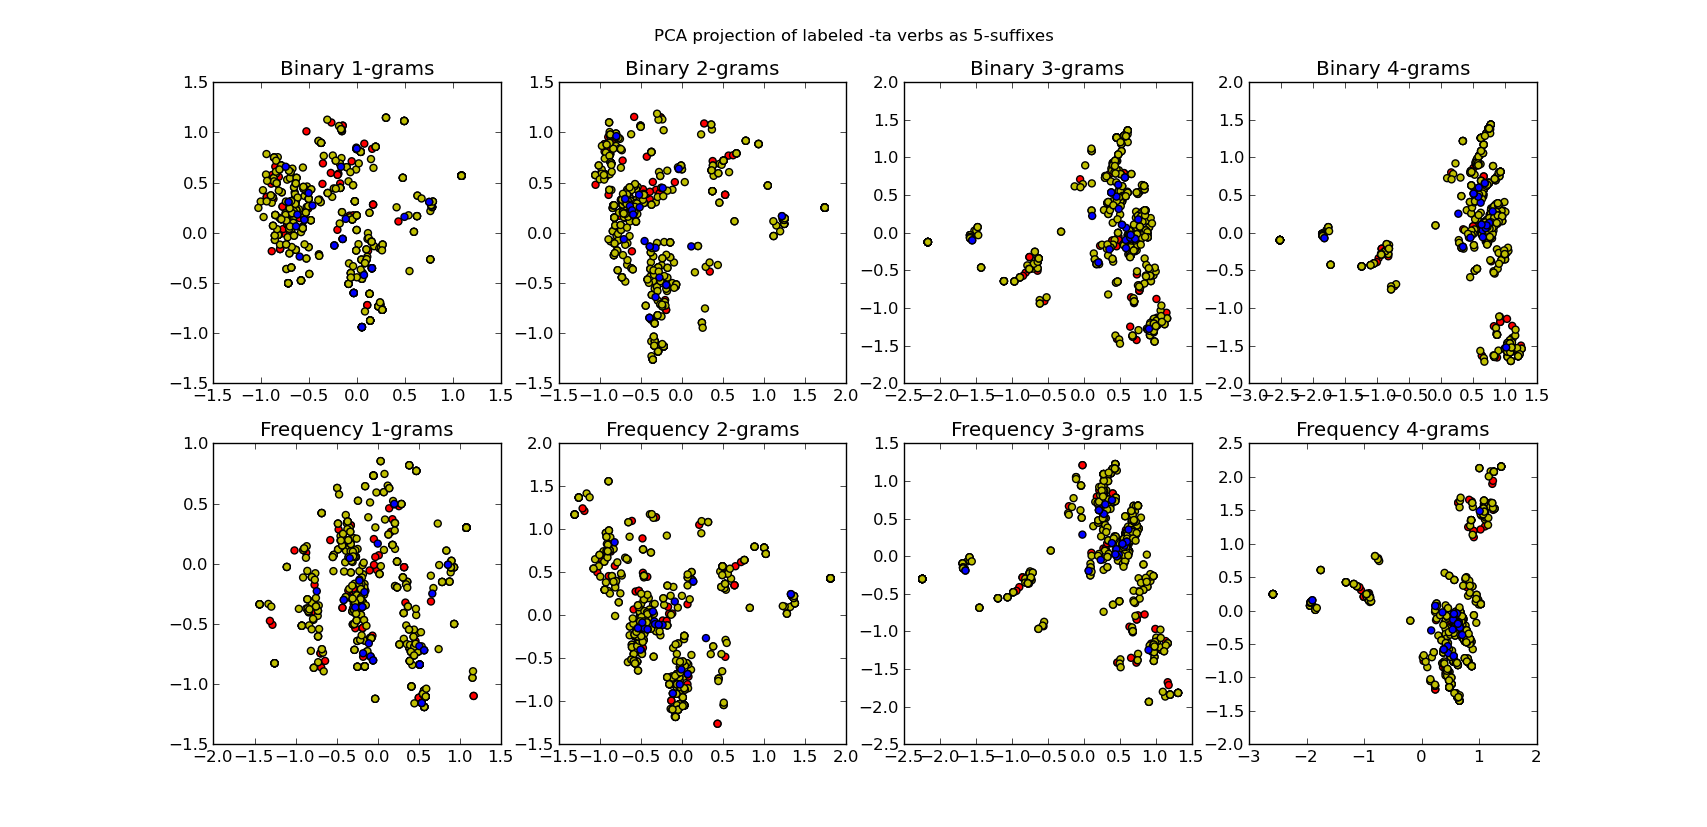 PCA projection of labeled -ta verbs as 5-suffixes
Binary 1-grams Binary 2-grams Binary 3-grams Binary 4-grams
1.5 1.0 0.5 0.0 −0.5 −1.0 −1.5
−1.5 −1.0 −0.5 0.0 0.5 1.0 1.5
1.5 1.0 0.5 0.0 −0.5 −1.0 −1.5
−1.5 −1.0 −0.5 0.0 0.5 1.0 1.5 2.0
2.0 1.5 1.0 0.5 0.0 −0.5 −1.0 −1.5 −2.0
−2.5 −2.0 −1.5 −1.0 −0.5 0.0 0.5 1.0 1.5
2.0 1.5 1.0 0.5 0.0 −0.5 −1.0 −1.5 −2.0
−3.0 −2.5 −2.0 −1.5 −1.0 −0.5 0.0 0.5 1.0 1.5
Frequency 1-grams Frequency 2-grams Frequency 3-grams Frequency 4-grams
1.0 0.5 0.0 −0.5 −1.0 −1.5
−2.0 −1.5 −1.0 −0.5 0.0 0.5 1.0 1.5
2.0 1.5 1.0 0.5 0.0 −0.5 −1.0 −1.5
−1.5 −1.0 −0.5 0.0 0.5 1.0 1.5 2.0
1.5 1.0 0.5 0.0 −0.5 −1.0 −1.5 −2.0 −2.5
−2.5 −2.0 −1.5 −1.0 −0.5 0.0 0.5 1.0 1.5
2.5 2.0 1.5 1.0 0.5 0.0 −0.5 −1.0 −1.5 −2.0
−3 −2 −1 0 1 2